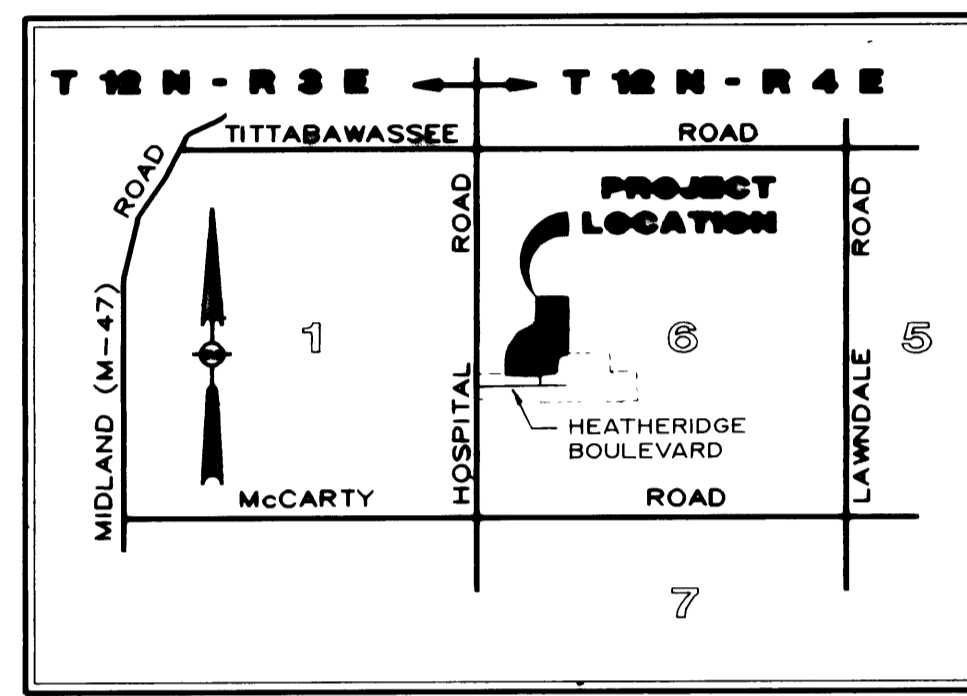 T 12 N - R 3 E
T 12 N - R 4 E
TITTABAWASSEE
ROAD
ROAD
ROAD
PROJECT
LOCATION
ROAD
MIDLAND (M-47)
1
6
5
HOSPITAL
HEATHERIDGE
BOULEVARD
LAWNDALE
McCARTY
ROAD
7